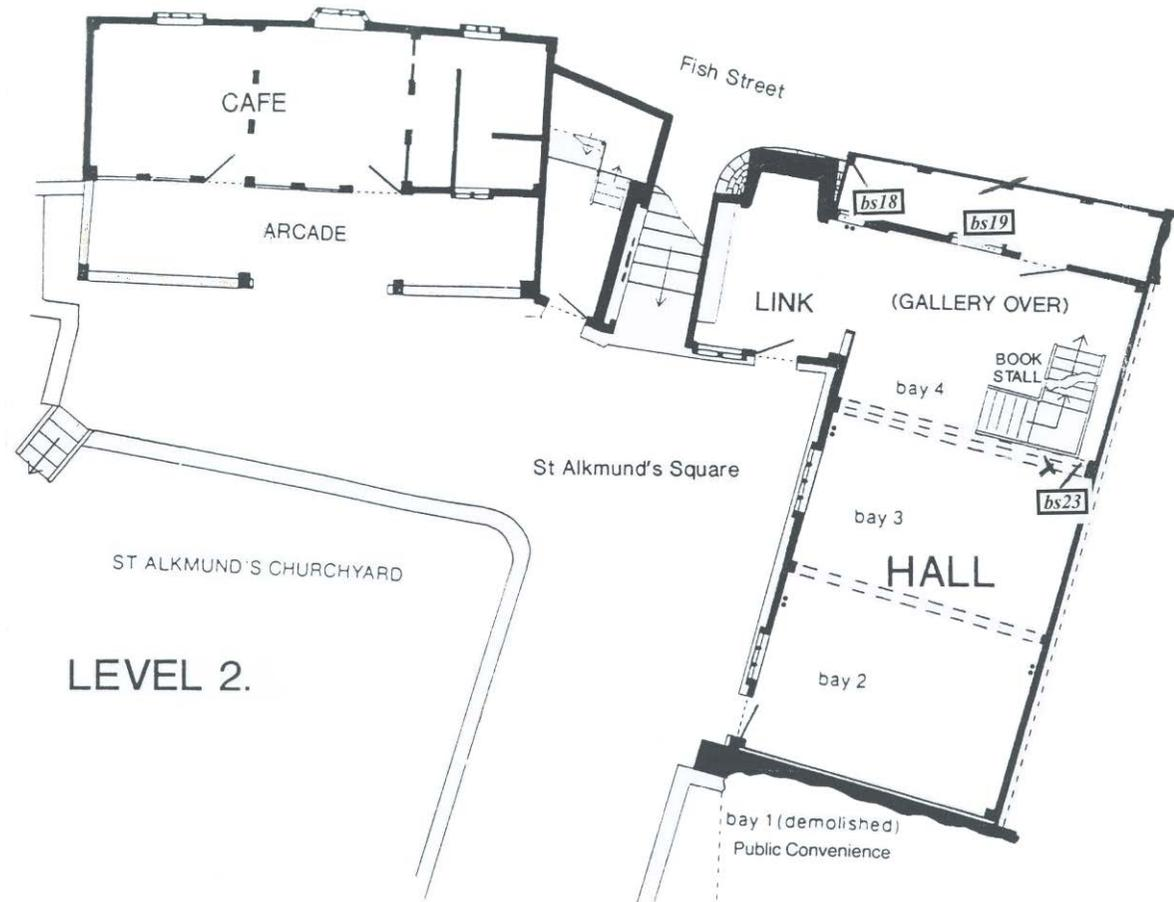 Fish Street
CAFE
bs18
bs19
ARCADE
LINK
(GALLERY OVER)
BOOK
STALL
bay 4
St Alkmund's Square
bs23
bay 3
ST ALKMUND'S CHURCHYARD
HALL
LEVEL 2.
bay 2
bay 1 (demolished)
Public Convenience